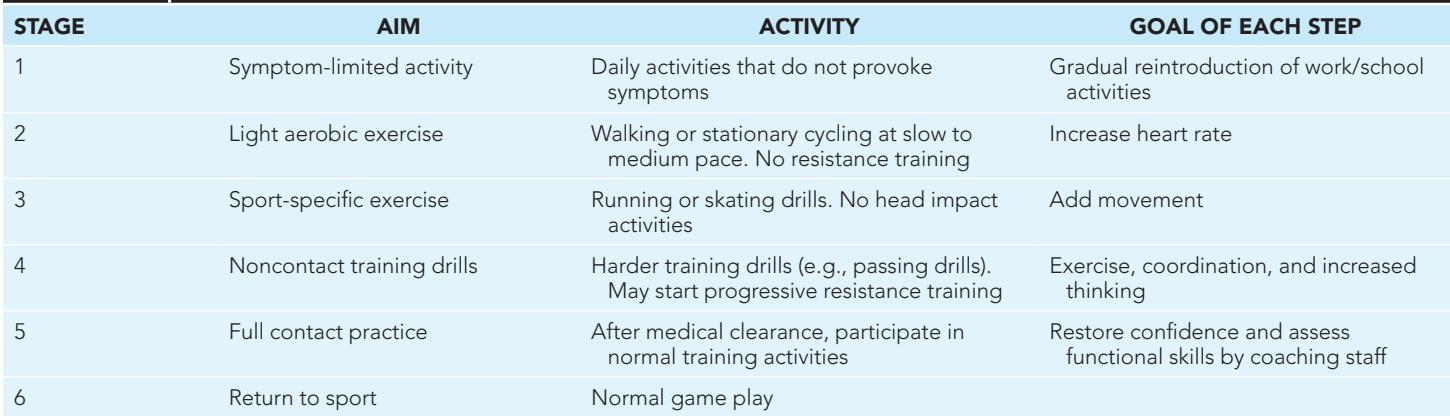 STAGE AIM ACTIVITY GOAL OF EACH STEP
1 Symptom-limited activity Daily activities that do not provoke Gradual reintroduction of work/school
symptoms activities
2 Light aerobic exercise Walking or stationary cycling at slow to Increase heart rate
medium pace. No resistance training
3 Sport-specific exercise Running or skating drills. No head impact Add movement
activities
4 Noncontact training drills Harder training drills (e.g., passing drills). Exercise, coordination, and increased
May start progressive resistance training thinking
5 Full contact practice After medical clearance, participate in Restore confidence and assess
normal training activities functional skills by coaching staff
6 Return to sport Normal game play